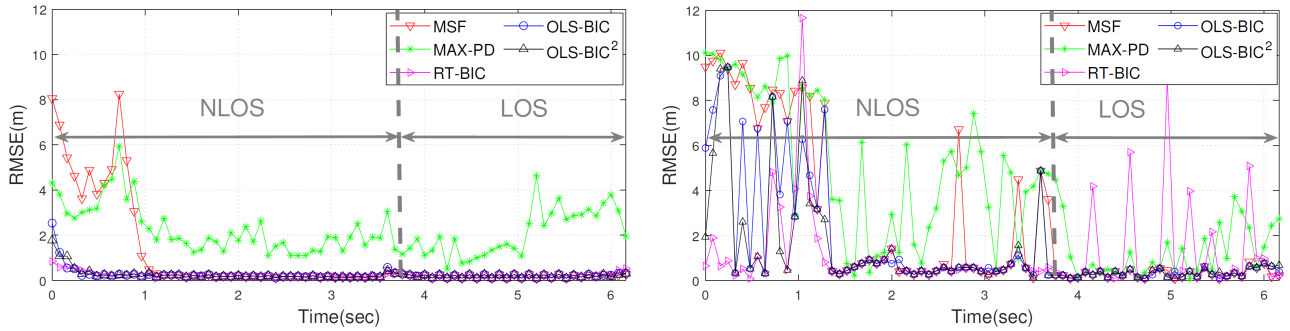 12
10
8
6
4
2
0
RMSE(m)
MSF
MAX-PD
RT-BIC
OLS-BIC
OLS-BIC²
NLOS
LOS
0 1 2 3 4 5 6
Time(sec)
12
10
8
6
4
2
0
RMSE(m)
MSF
MAX-PD
RT-BIC
OLS-BIC
OLS-BIC²
NLOS
LOS
0 1 2 3 4 5 6
Time(sec)